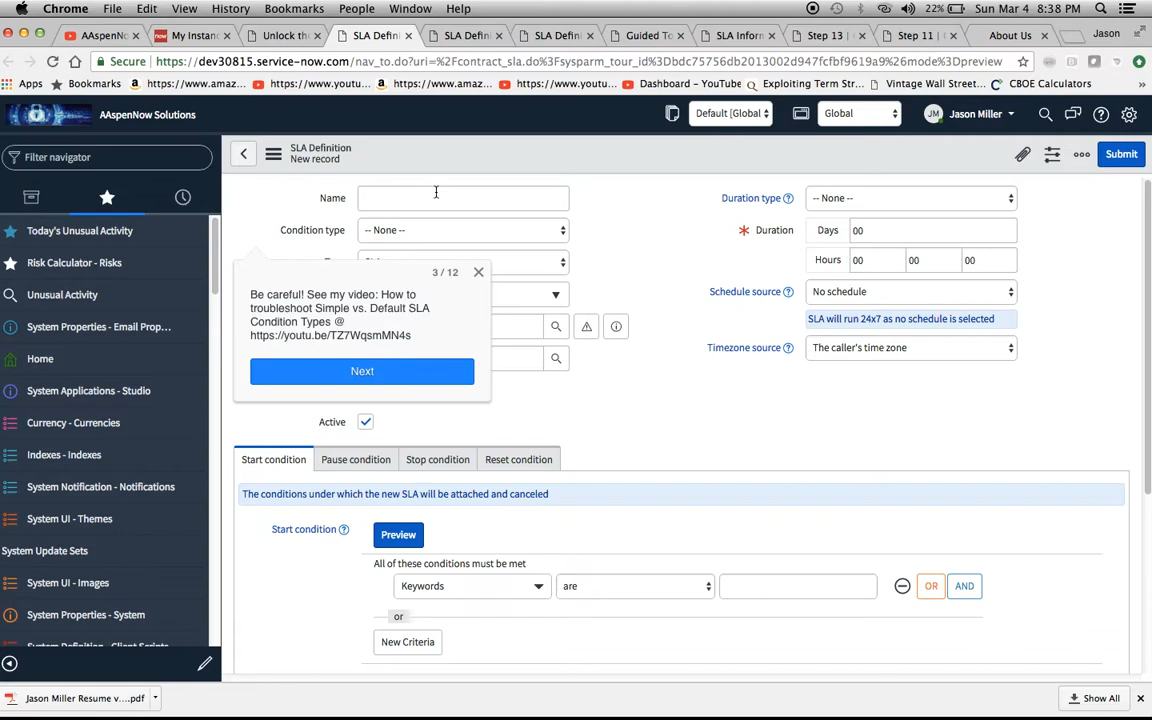 Chrome File Edit View History Bookmarks People Window Help 22% Sun Mar 4 8:38 PM
AAspenNo My Instanc Unlock the SLA Defini SLA Defin SLA Defin Guided To SLA Inform Step 13 | C Step 11 | C About Us Jason
Secure https://dev30815.service-now.com/nav_to.do?uri=%2Fcontract_sla.do%3Fsysparm_tour_id%3Dbdc75756db2013002d947fcfbf9619a9%26mode%3Dpreview
Apps Bookmarks https://www.amaz... https://www.youtu... https://www.amaz... https://www.youtu... Dashboard – YouTube Exploiting Term Str... Vintage Wall Street... CBOE Calculators »
AAspenNow Solutions Default [Global Global JM Jason Miller
Filter navigator
SLA Definition
New record
Submit
Today's Unusual Activity
Risk Calculator - Risks
Unusual Activity
System Properties - Email Prop...
Home
System Applications - Studio
Currency - Currencies
Indexes - Indexes
System Notification - Notifications
System UI - Themes
System Update Sets
System UI - Images
System Properties - System
System Definition - Client Scripts
Name
Condition type -- None --
3 / 12
Be careful! See my video: How to
troubleshoot Simple vs. Default SLA
Condition Types @
https://youtu.be/TZ7WqsmMN4s
Next
Active
Duration type -- None --
Duration Days 00
Hours 00 00 00
Schedule source No schedule
SLA will run 24x7 as no schedule is selected
Timezone source The caller's time zone
Start condition Pause condition Stop condition Reset condition
The conditions under which the new SLA will be attached and canceled
Start condition Preview
All of these conditions must be met
Keywords are OR AND
or
New Criteria
Jason Miller Resume v....pdf Show All